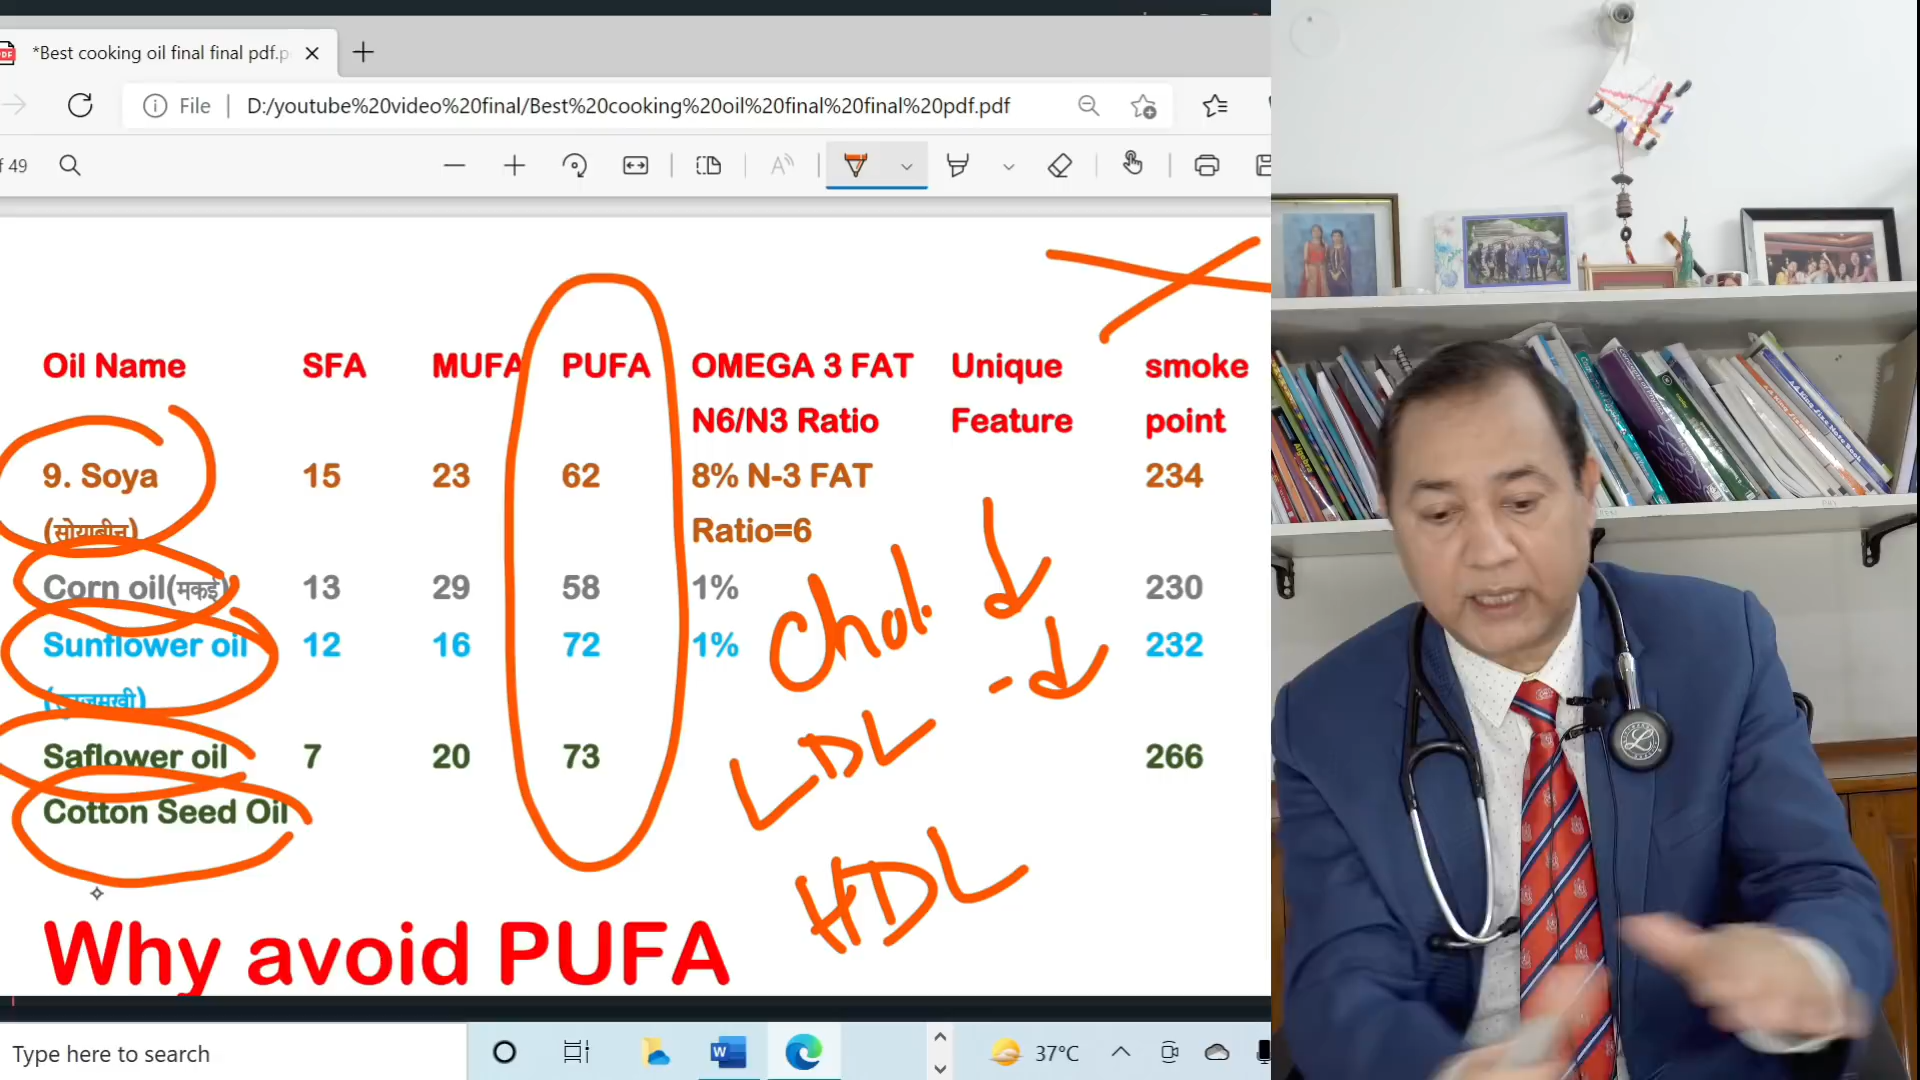 *Best cooking oil final final pdf.p
File D:/youtube%20video%20final/Best%20cooking%20oil%20final%20final%20pdf.pdf
f 49
Oil Name SFA MUFA PUFA OMEGA 3 FAT Unique smoke
N6/N3 Ratio Feature point
9. Soya 15 23 62 8% N-3 FAT 234
(सोयाबीन) Ratio=6
Corn oil(मकई) 13 29 58 1% 230
Chol.
Sunflower oil 12 16 72 1% 232
LDL
Saflower oil 7 20 73 266
Cotton Seed Oil
HDL
Why avoid PUFA
Type here to search 37°C